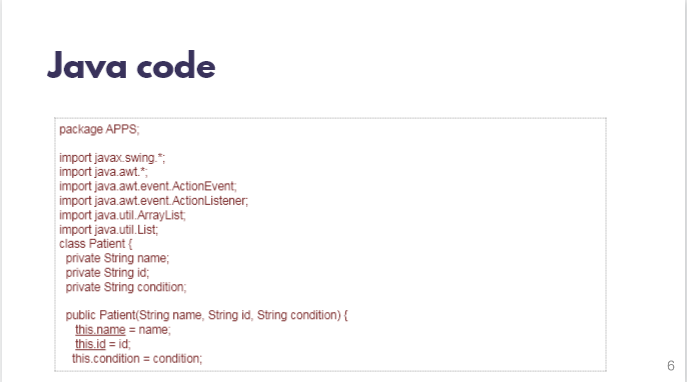 Java code
package APPS;
import javax.swing.*;
import java.awt.*;
import java.awt.event.ActionEvent;
import java.awt.event.ActionListener;
import java.util.ArrayList;
import java.util.List;
class Patient {
private String name;
private String id;
private String condition;
public Patient(String name, String id, String condition) {
this.name = name;
this.id = id;
this.condition = condition;
6